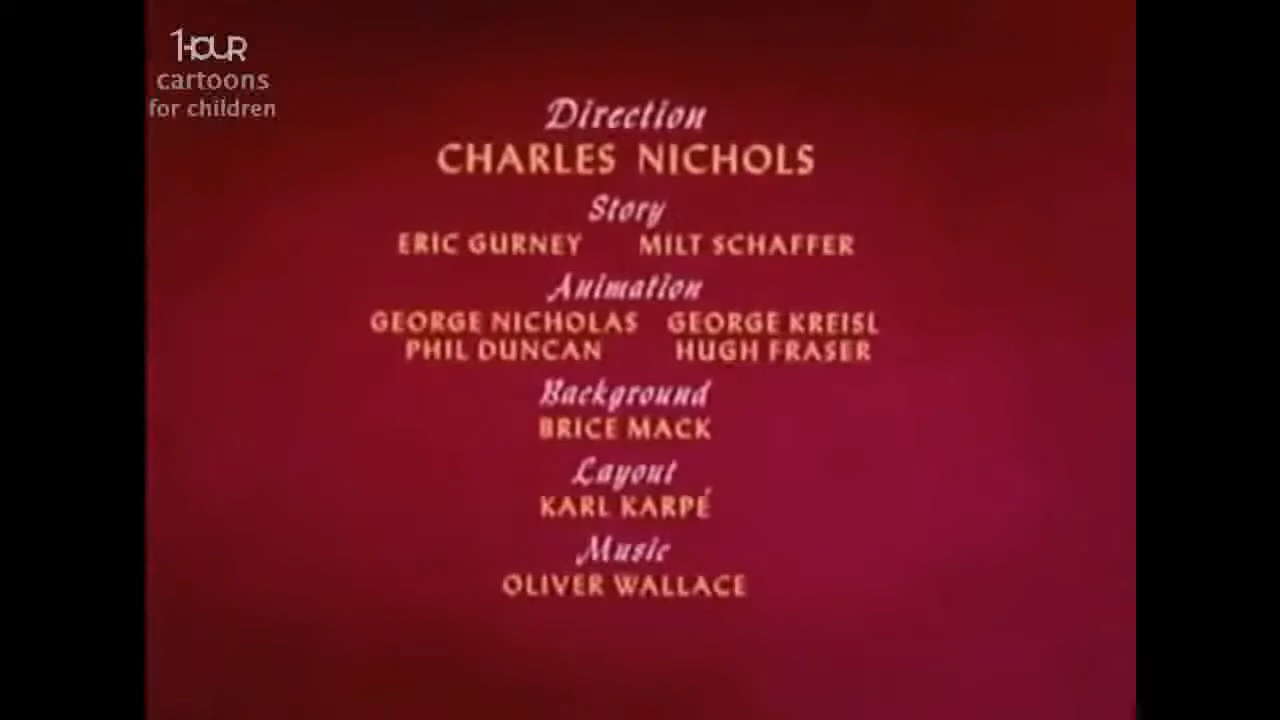 1HOUR
cartoons
for children
Direction
CHARLES NICHOLS
Story
ERIC GURNEY MILT SCHAFFER
Animation
GEORGE NICHOLAS GEORGE KREISL
PHIL DUNCAN HUGH FRASER
Background
BRICE MACK
Layout
KARL KARPÉ
Music
OLIVER WALLACE